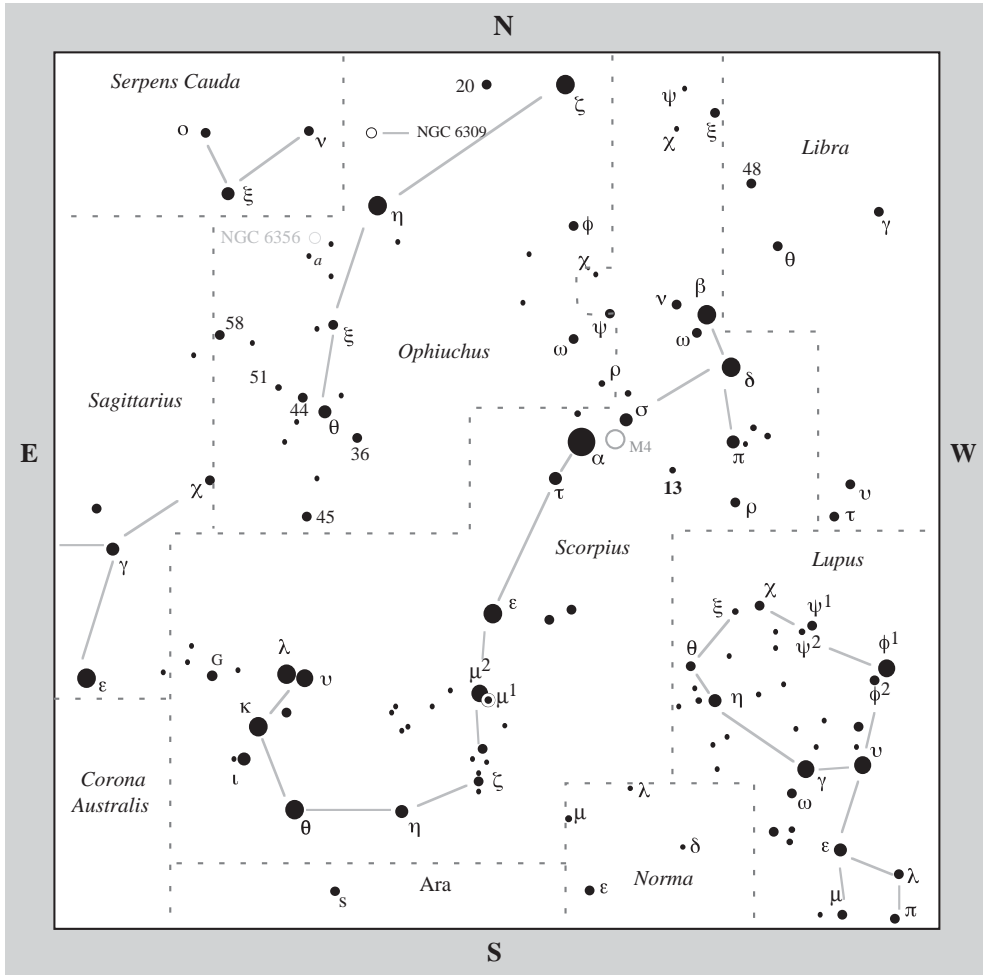 N
Serpens Cauda
20
ζ
ψ
ξ
χ
Libra
ο
ν
NGC 6309
48
ξ
η
γ
NGC 6356
a
φ
θ
χ
58
ξ
ψ
ν
β
ω
Ophiuchus
ω
51
ρ
δ
Sagittarius
44
θ
σ
36
E
α
M4
π
W
χ
τ
13
υ
45
ρ
τ
γ
Scorpius
Lupus
ε
ξ
χ
ψ1
ψ2
G
λ
υ
θ
φ1
φ2
ε
μ2
μ1
η
κ
ι
ζ
γ
υ
Corona
Australis
λ
ω
θ
η
μ
δ
ε
Ara
Norma
λ
s
ε
μ
π
S